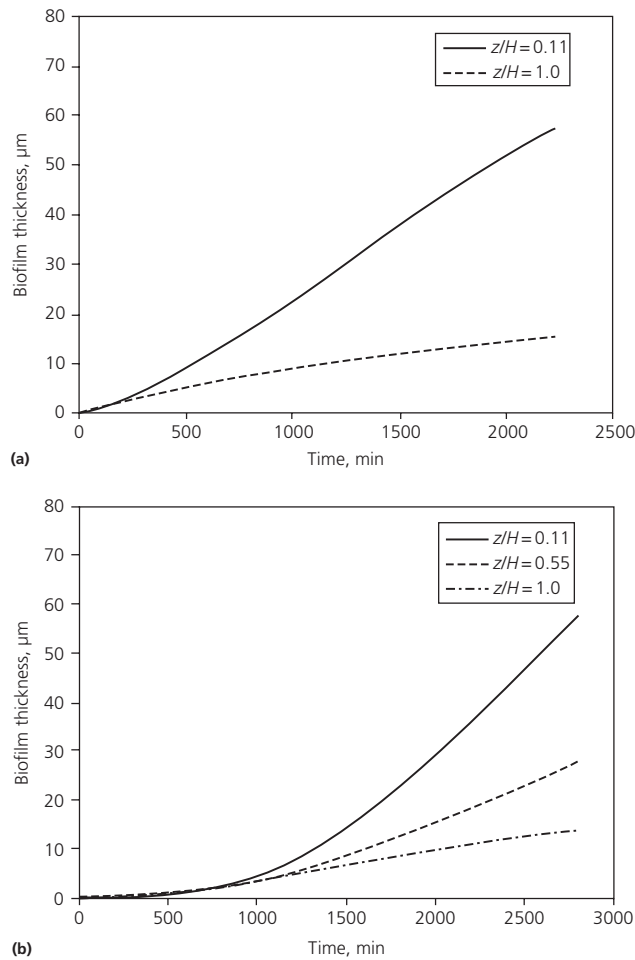 80
70
60
50
40
30
20
10
0
Biofilm thickness, µm
z/H=0.11
z/H=1.0
0 500 1000 1500 2000 2500
Time, min
(a)
80
70
60
50
40
30
20
10
0
Biofilm thickness, µm
z/H=0.11
z/H=0.55
z/H=1.0
0 500 1000 1500 2000 2500 3000
Time, min
(b)